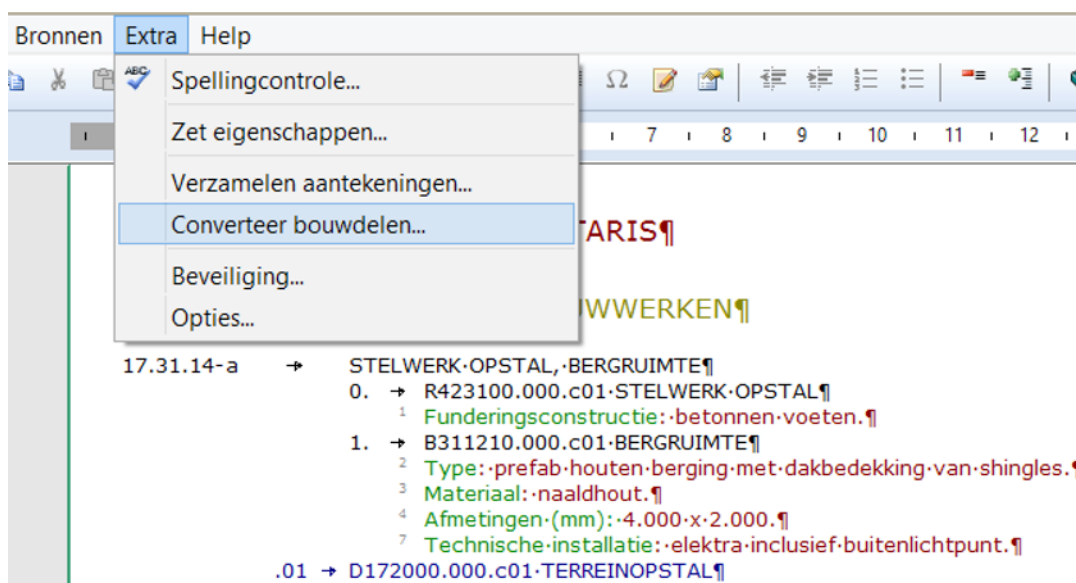 Bronnen Extra Help
ABC
Spellingcontrole...
Ω
Zet eigenschappen...
7 8 9 10 11 12
Verzamelen aantekeningen...
Converteer bouwdelen...
TARIS¶
Beveiliging...
Opties...
WWERKEN¶
17.31.14-a → STELWERK·OPSTAL,·BERGRUIMTE¶
0. → R423100.000.c01·STELWERK·OPSTAL¶
1 Funderingsconstructie:·betonnen·voeten.¶
1. → B311210.000.c01·BERGRUIMTE¶
2 Type:·prefab·houten·berging·met·dakbedekking·van·shingles.¶
3 Materiaal:·naaldhout.¶
4 Afmetingen·(mm):·4.000·x·2.000.¶
7 Technische·installatie:·elektra·inclusief·buitenlichtpunt.¶
.01 → D172000.000.c01·TERREINOPSTAL¶